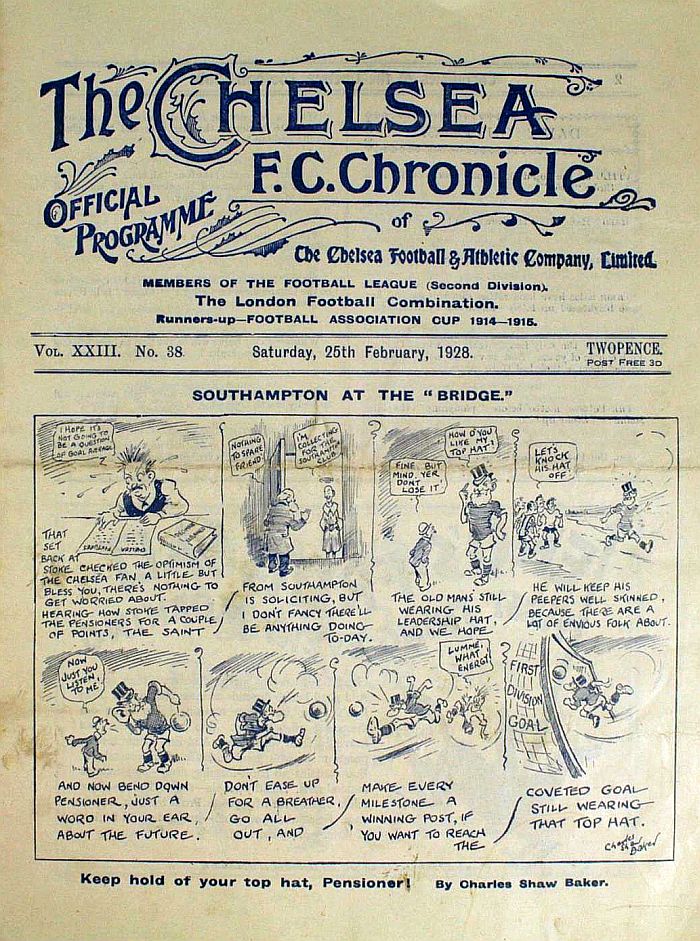 The CHELSEA
F.C. Chronicle
OFFICIAL
PROGRAMME
of
The Chelsea Football & Athletic Company, Limited.
MEMBERS OF THE FOOTBALL LEAGUE (Second Division).
The London Football Combination.
Runners-up—FOOTBALL ASSOCIATION CUP 1914—1915.
VOL. XXIII. No. 38.
Saturday, 25th February, 1928.
TWOPENCE.
POST FREE 3D
SOUTHAMPTON AT THE "BRIDGE."
I HOPE IT'S
NOT GOING TO
BE A QUESTION
OF GOAL AVERAGE
THAT
SET
BACK AT
STOKE CHECKED THE OPTIMISM OF
THE CHELSEA FAN A LITTLE BUT
BLESS YOU, THERE'S NOTHING TO
GET WORRIED ABOUT.
HEARING HOW STOKE TAPPED
THE PENSIONERS FOR A COUPLE
OF POINTS, THE SAINT
NOTHING
TO SPARE
FRIEND!
I'M
COLLECTING
FOR THE
SOUTHAMPTON
CLUB
FROM SOUTHAMPTON
IS SOLICITING, BUT
I DON'T FANCY THERE'LL
BE ANYTHING DOING
TO-DAY.
FINE. BUT
MIND, YER
DON'T
LOSE IT!
HOW D'YOU
LIKE MY
TOP HAT?
THE OLD MAN'S STILL
WEARING HIS
LEADERSHIP HAT,
AND WE HOPE
LET'S
KNOCK
HIS HAT
OFF!
HE WILL KEEP HIS
PEEPERS WELL SKINNED,
BECAUSE THERE ARE A
LOT OF ENVIOUS FOLK ABOUT.
NOW
JUST YOU
LISTEN,
TO ME
AND NOW BEND DOWN
PENSIONER, JUST A
WORD IN YOUR EAR,
ABOUT THE FUTURE.
DON'T EASE UP
FOR A BREATHER,
GO ALL
OUT, AND
LUMME,
WHAT
ENERGY!
MAKE EVERY
MILESTONE A
WINNING POST, IF
YOU WANT TO REACH
THE
FIRST
DIVISION
GOAL
COVETED GOAL
STILL WEARING
THAT TOP HAT.
Charles
Shaw
Baker
Keep hold of your top hat, Pensioner! By Charles Shaw Baker.